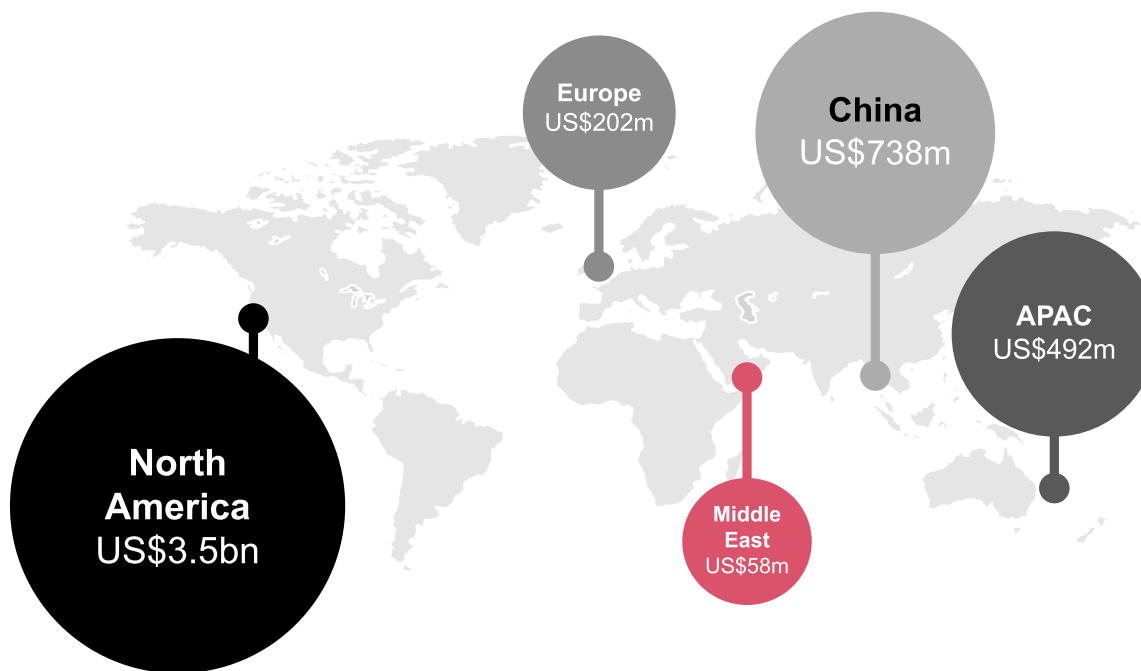 Europe
US$202m
China
US$738m
APAC
US$492m
North
America
US$3.5bn
Middle
East
US$58m